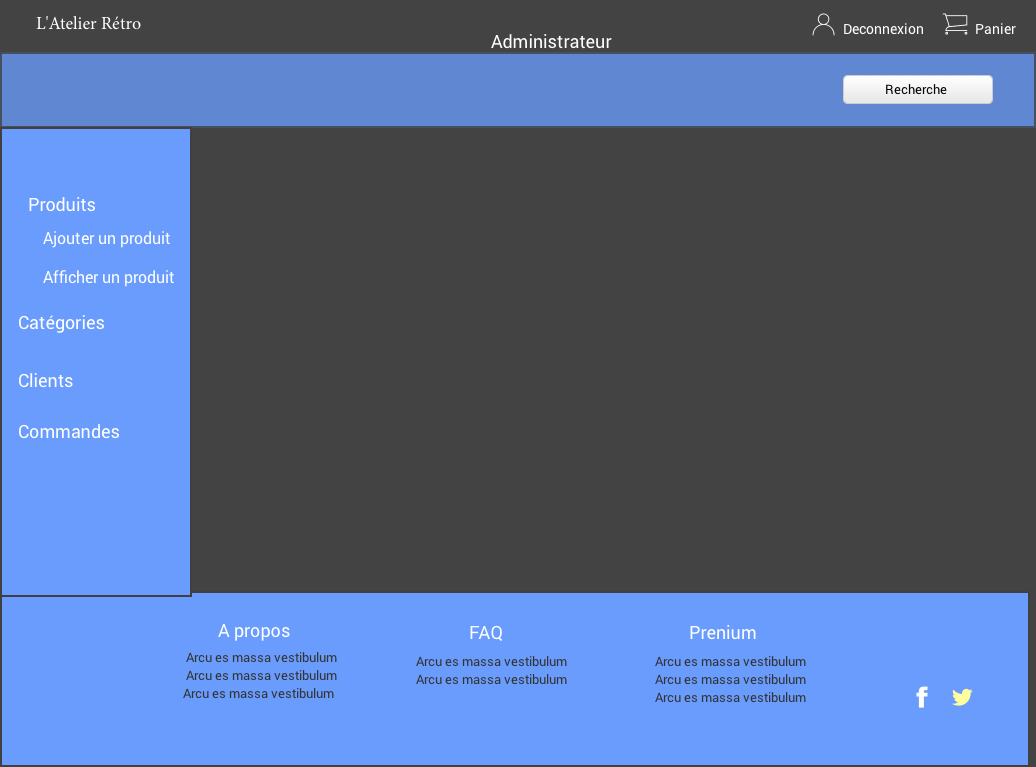 L'Atelier Rétro
Administrateur
Deconnexion
Panier
Recherche
Produits
Ajouter un produit
Afficher un produit
Catégories
Clients
Commandes
A propos
Arcu es massa vestibulum
Arcu es massa vestibulum
Arcu es massa vestibulum
FAQ
Arcu es massa vestibulum
Arcu es massa vestibulum
Prenium
Arcu es massa vestibulum
Arcu es massa vestibulum
Arcu es massa vestibulum